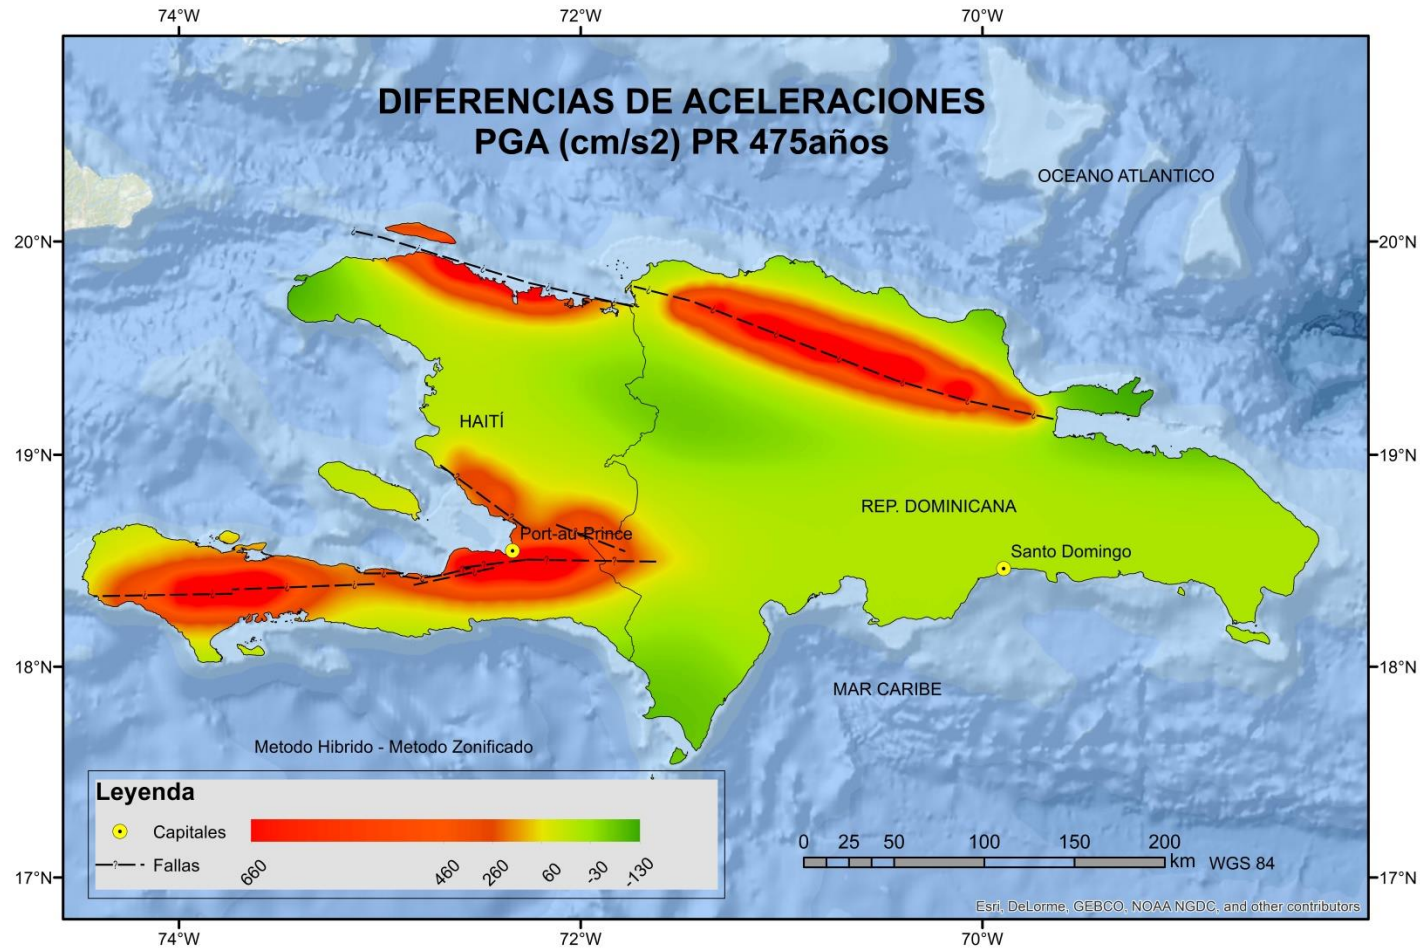 74°W 72°W 70°W
DIFERENCIAS DE ACELERACIONES
PGA (cm/s2) PR 475años
OCEANO ATLANTICO
20°N 20°N
HAITÍ
19°N 19°N
REP. DOMINICANA
Port-au-Prince
Santo Domingo
18°N 18°N
MAR CARIBE
Metodo Hibrido - Metodo Zonificado
Leyenda
Capitales
Fallas
660 460 260 60 -30 -130
0 25 50 100 150 200
km WGS 84
17°N 17°N
Esri, DeLorme, GEBCO, NOAA NGDC, and other contributors
74°W 72°W 70°W